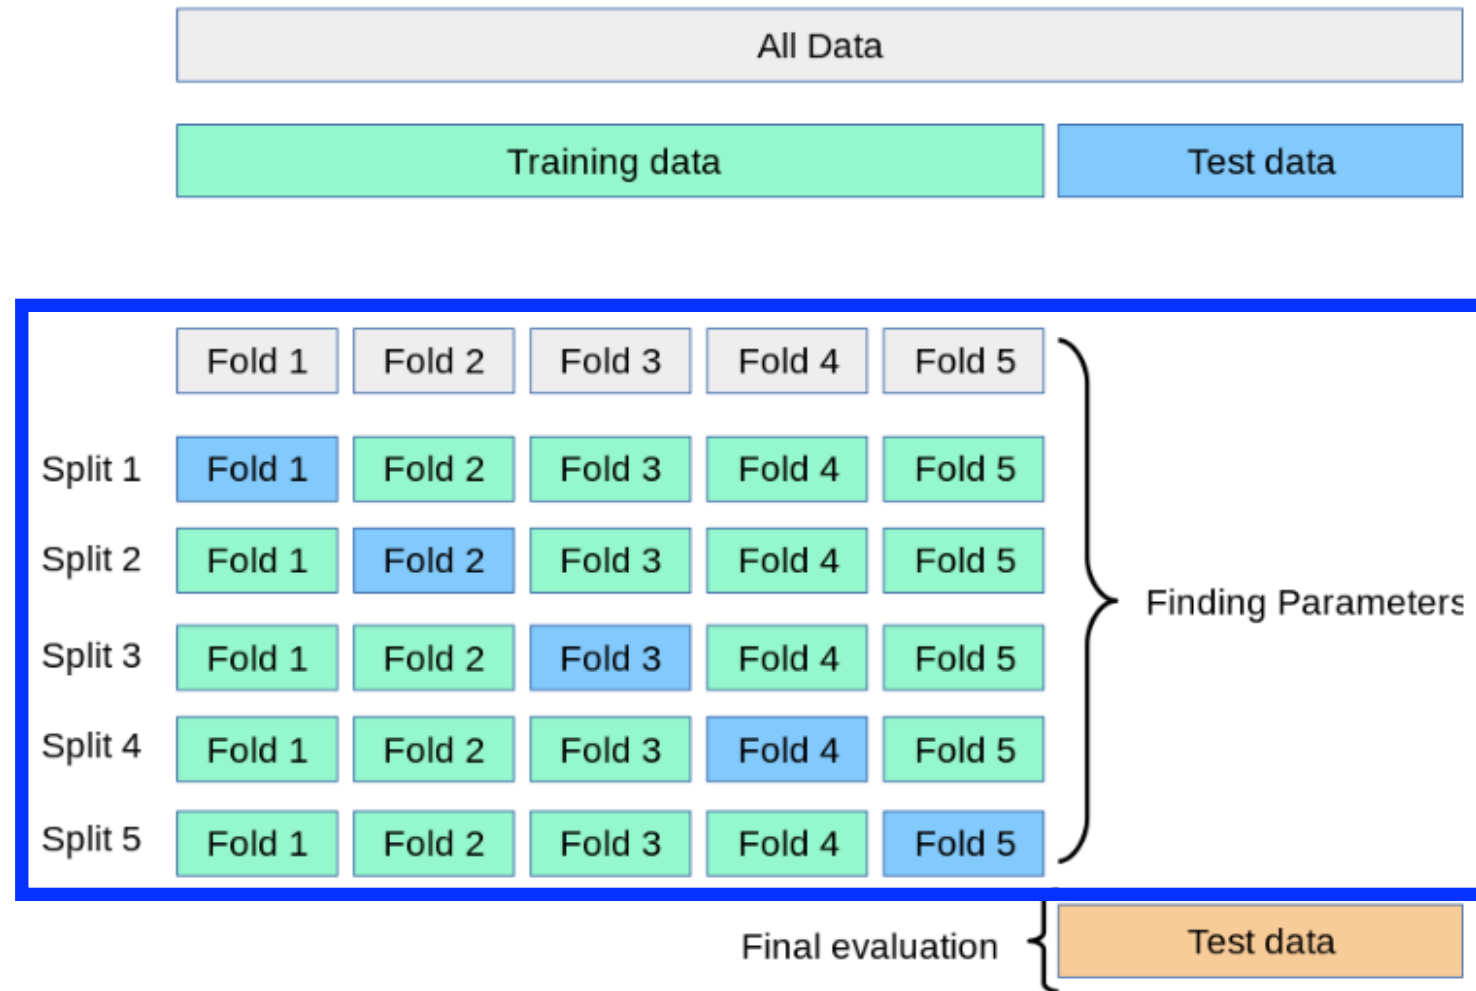 All Data
Training data Test data
Fold 1 Fold 2 Fold 3 Fold 4 Fold 5
Split 1 Fold 1 Fold 2 Fold 3 Fold 4 Fold 5
Split 2 Fold 1 Fold 2 Fold 3 Fold 4 Fold 5
Finding Parameters
Split 3 Fold 1 Fold 2 Fold 3 Fold 4 Fold 5
Split 4 Fold 1 Fold 2 Fold 3 Fold 4 Fold 5
Split 5 Fold 1 Fold 2 Fold 3 Fold 4 Fold 5
Final evaluation Test data